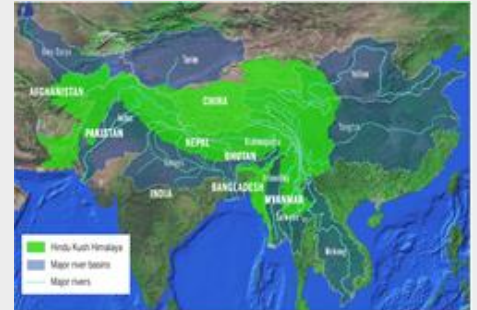 Amu Darya
Tarim
Yellow
AFGHANISTAN
CHINA
Indus
PAKISTAN
Yangtze
NEPAL
Brahmaputra
BHUTAN
Ganges
INDIA
BANGLADESH
Irrawaddy
MYANMAR
Salween
Mekong
Hindu Kush Himalaya
Major river basins
Major rivers